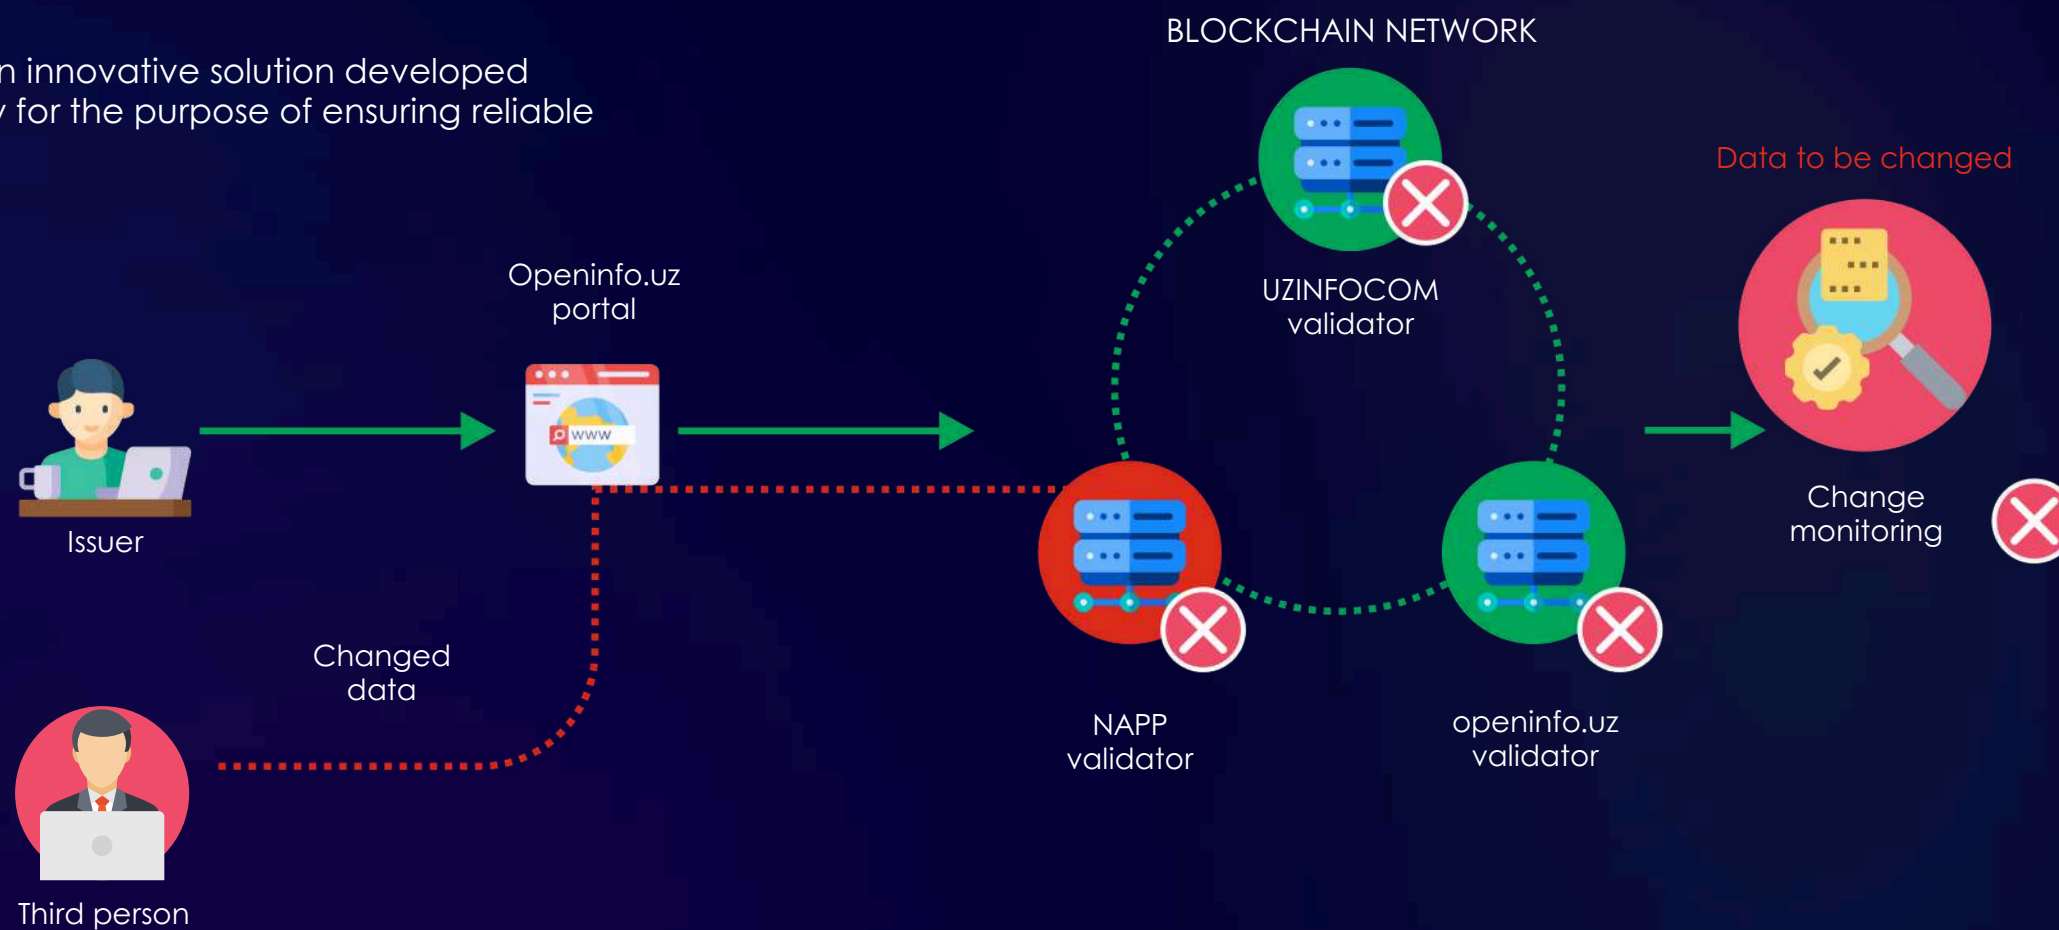 BLOCKCHAIN NETWORK
n innovative solution developed
y for the purpose of ensuring reliable
Data to be changed
Openinfo.uz
portal
UZINFOCOM
validator
www
Issuer
Change
monitoring
Changed
data
NAPP
validator
openinfo.uz
validator
Third person